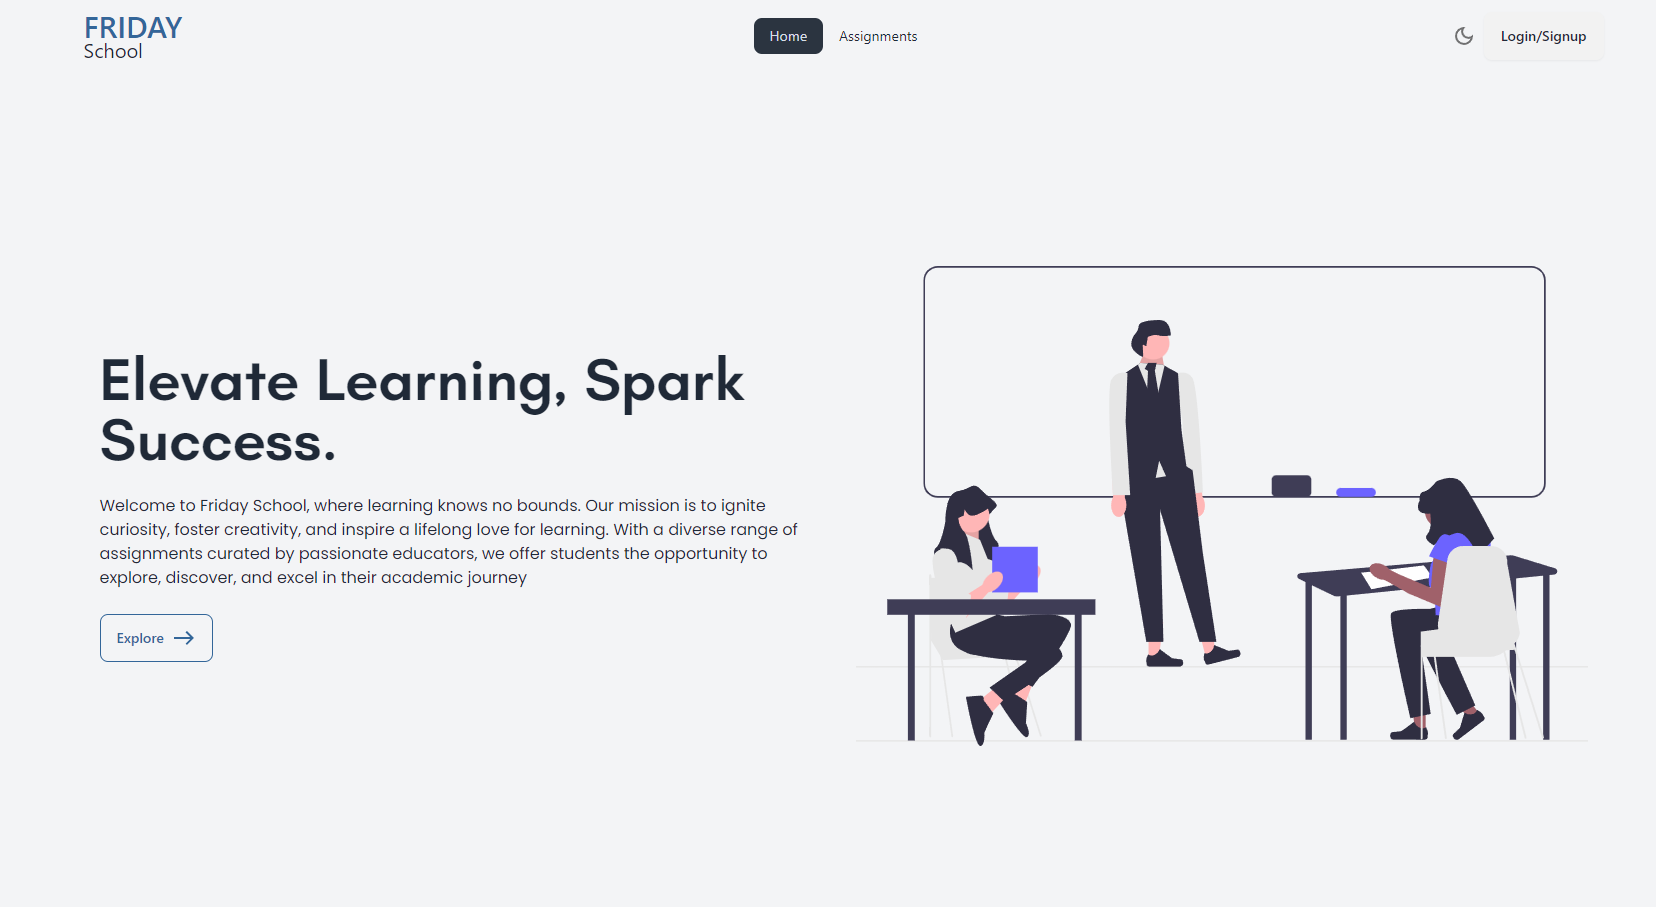 FRIDAY
School
Home
Assignments
Login/Signup
Elevate Learning, Spark
Success.
Welcome to Friday School, where learning knows no bounds. Our mission is to ignite
curiosity, foster creativity, and inspire a lifelong love for learning. With a diverse range of
assignments curated by passionate educators, we offer students the opportunity to
explore, discover, and excel in their academic journey
Explore